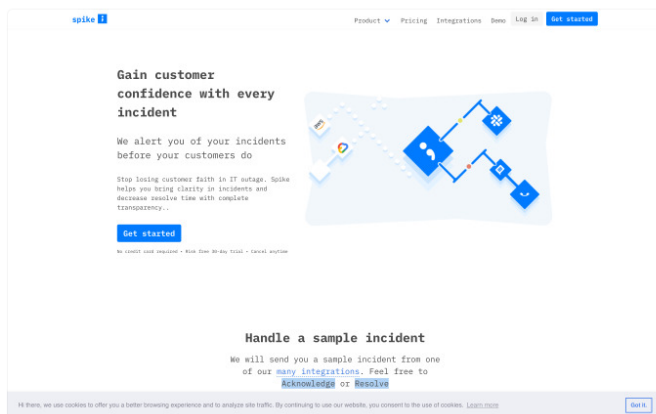 spike
Product Pricing Integrations Demo Log in Get started
Gain customer
confidence with every
incident
We alert you of your incidents
before your customers do
Stop losing customer faith in IT outage. Spike
helps you bring clarity in incidents and
decrease resolve time with complete
transparency..
Get started
No credit card required • Risk free 30-day trial • Cancel anytime
aws
Handle a sample incident
We will send you a sample incident from one
of our many integrations. Feel free to
Acknowledge or Resolve
Hi there, we use cookies to offer you a better browsing experience and to analyze site traffic. By continuing to use our website, you consent to the use of cookies. Learn more
Got it.